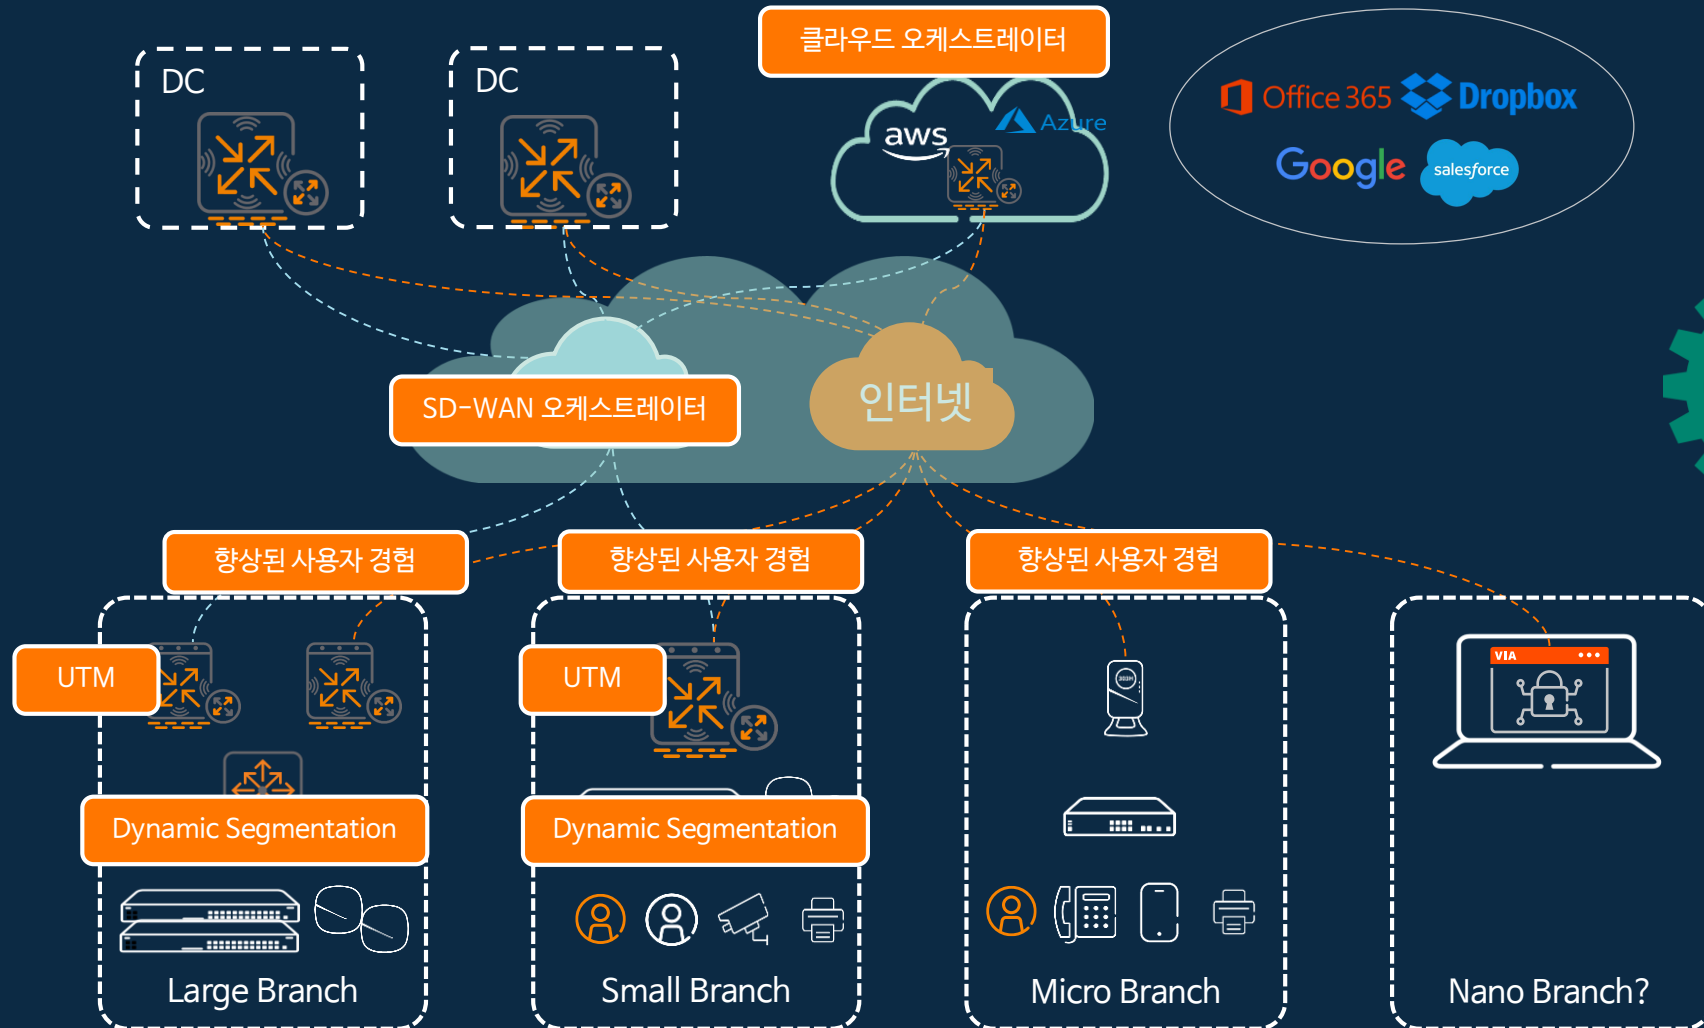 클라우드 오케스트레이터
DC
DC
aws
Azure
Office 365
Dropbox
Google
salesforce
SD-WAN 오케스트레이터
인터넷
향상된 사용자 경험
향상된 사용자 경험
향상된 사용자 경험
UTM
UTM
303H
VIA
Dynamic Segmentation
Dynamic Segmentation
Large Branch
Small Branch
Micro Branch
Nano Branch?